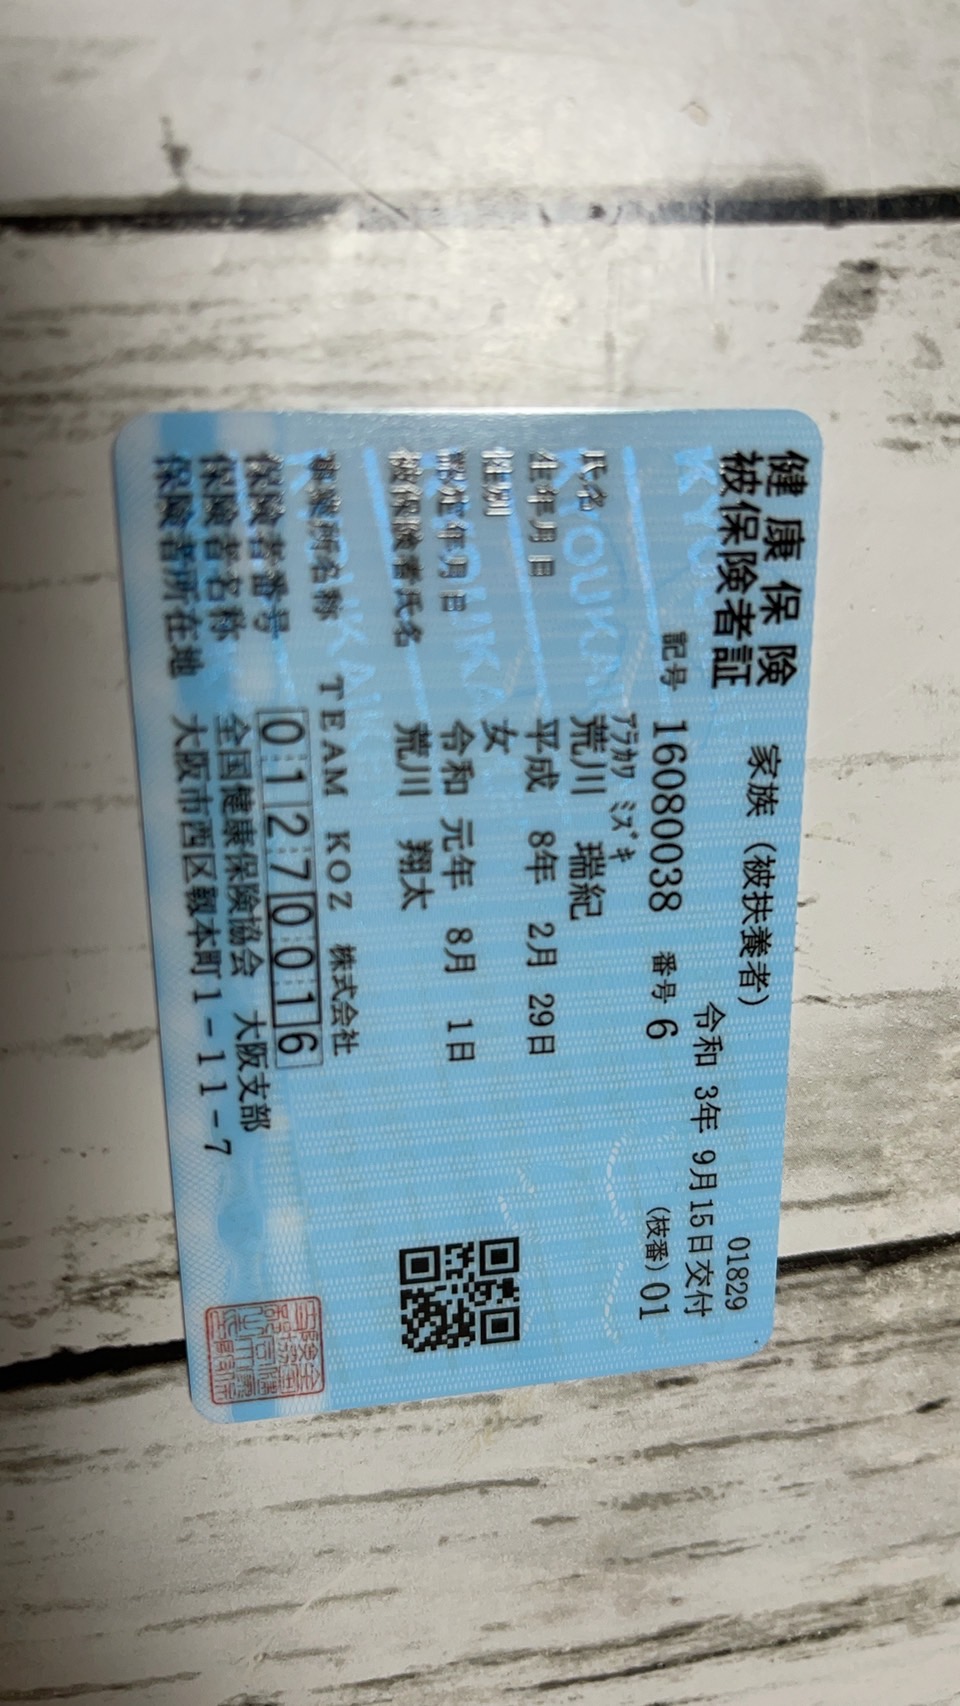 健康保険 家族（被扶養者） 01829
被保険者証 令和 3年 9月15日交付
記号 16080038 番号 6 （枝番）01
ｱﾗｶﾜ ﾐｽﾞｷ
氏名 荒川 瑞紀
生年月日 平成 8年 2月 29日
性別 女
認定年月日 令和 元年 8月 1日
被保険者氏名 荒川 翔太
事業所名称 TEAM KOZ 株式会社
保険者番号 01270016
保険者名称 全国健康保険協会 大阪支部
保険者所在地 大阪市西区靱本町1-11-7